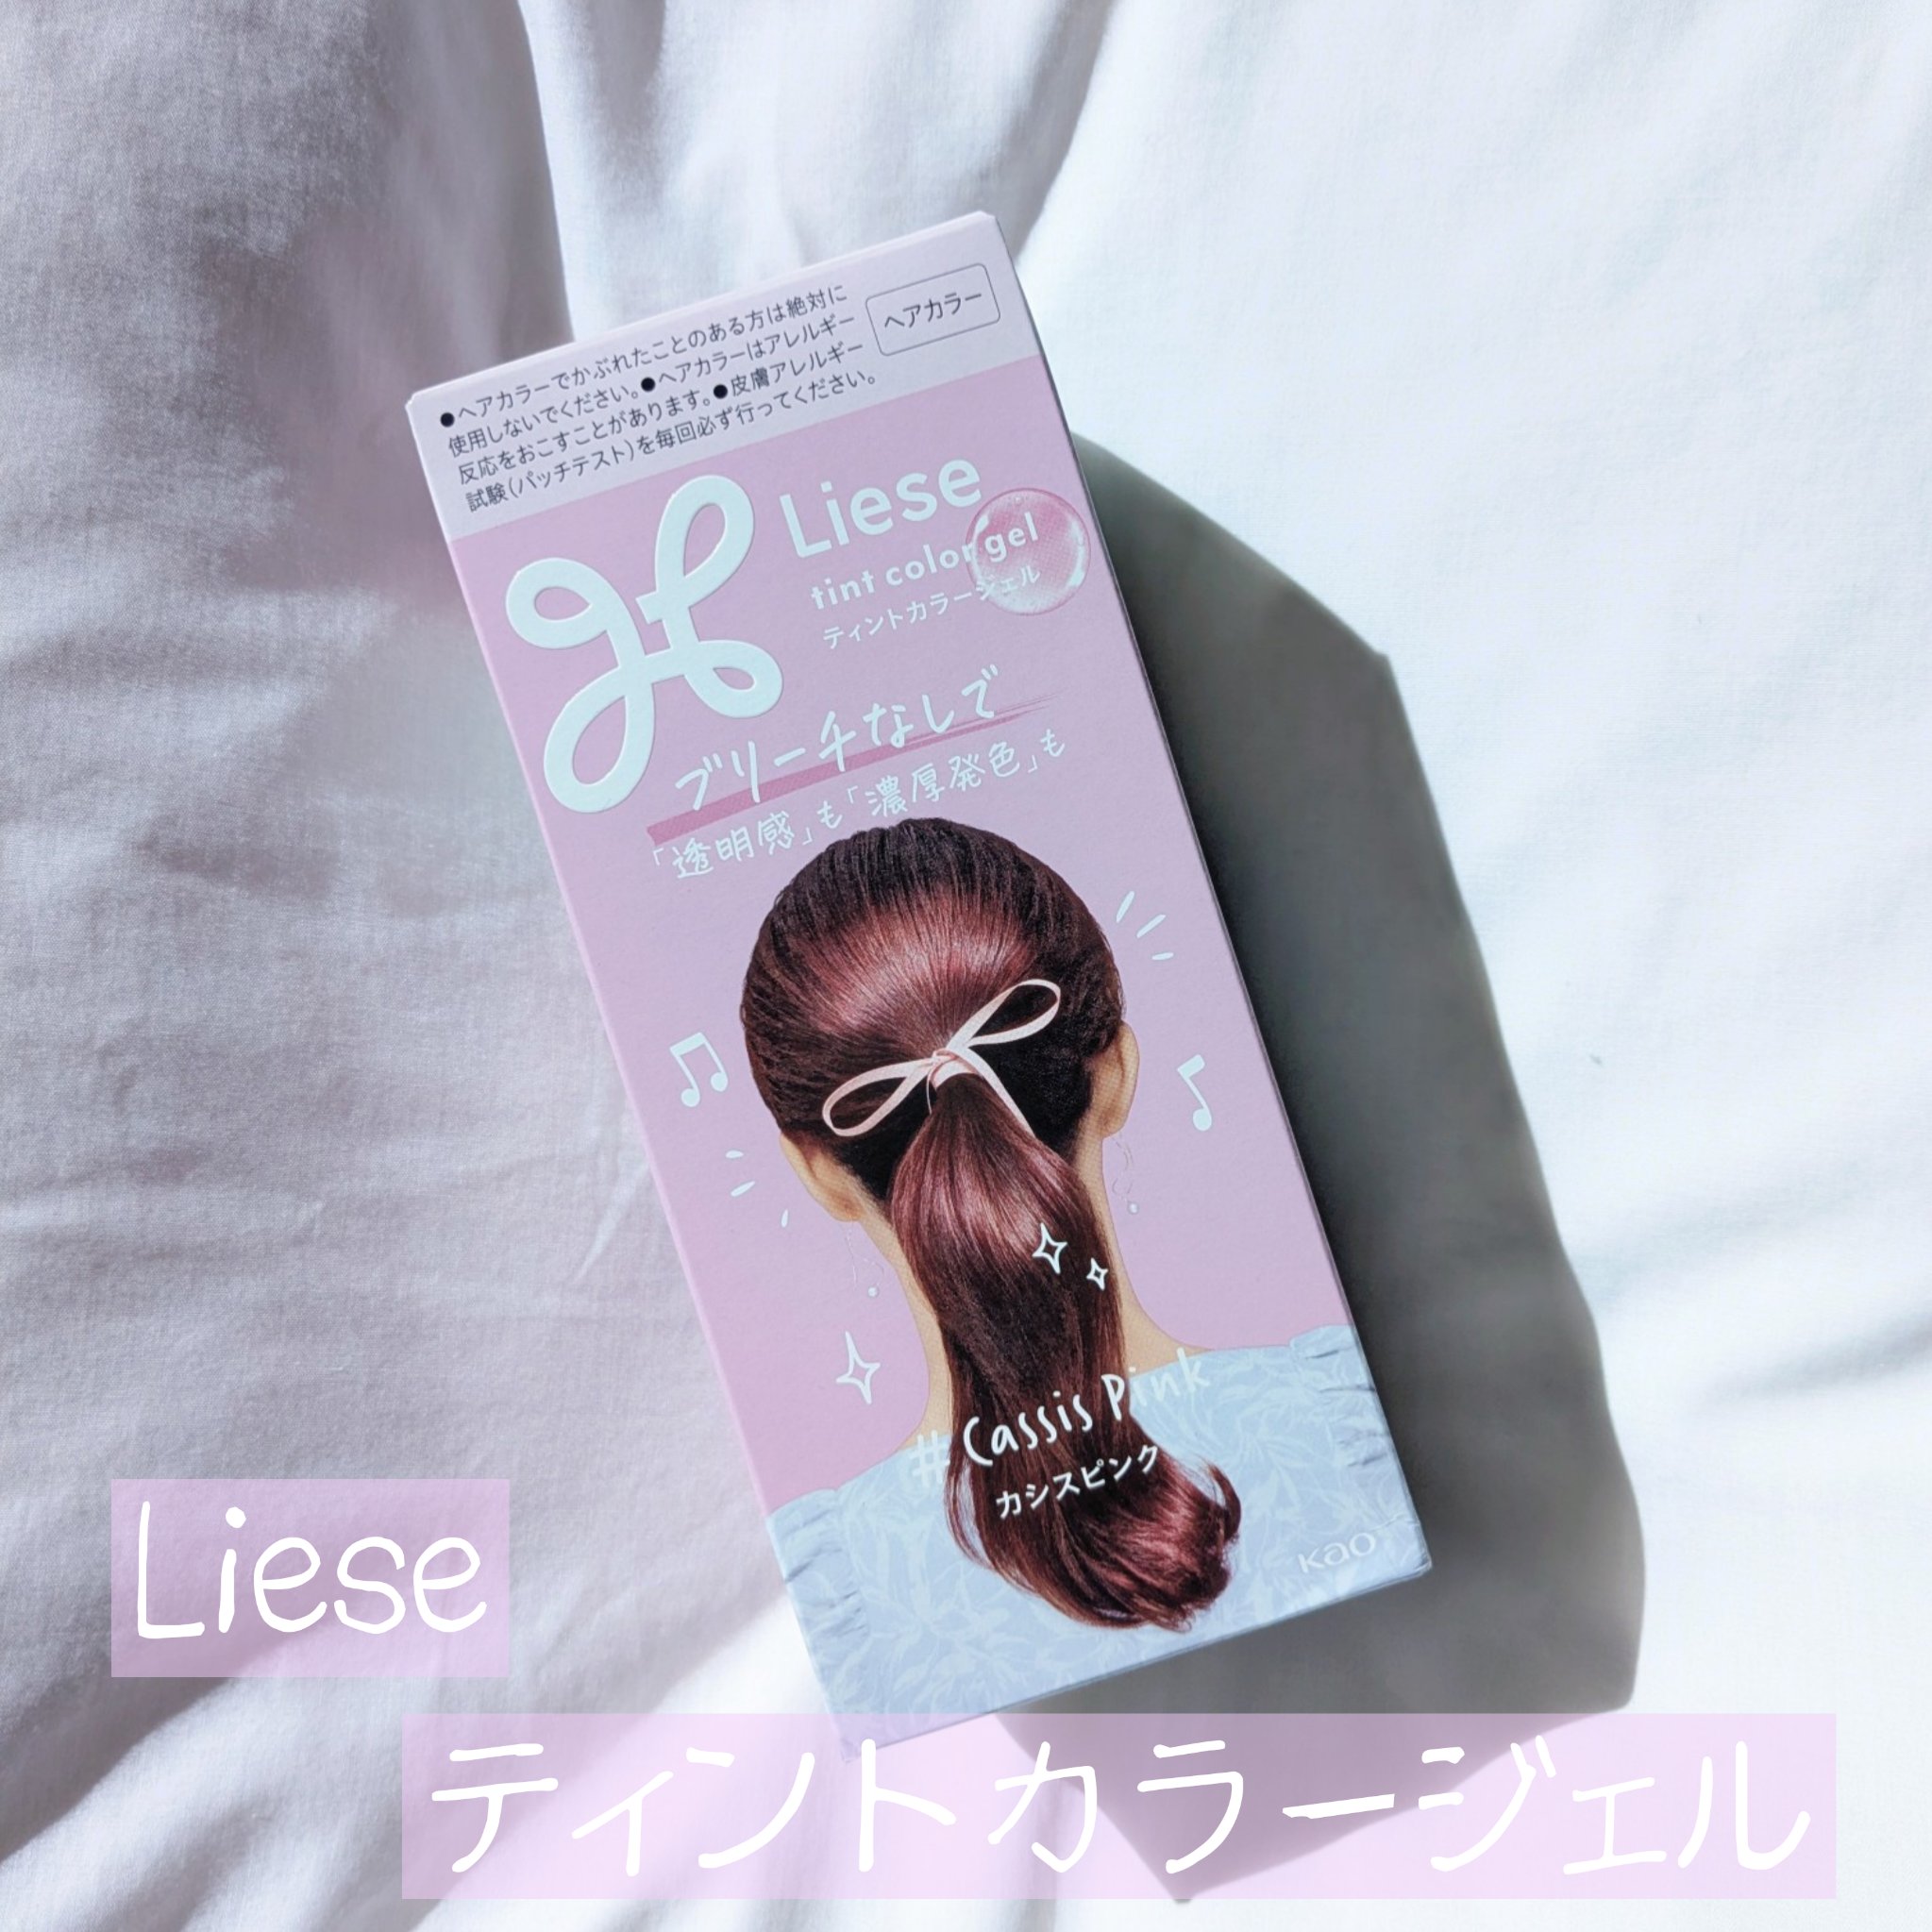 ●ヘアカラーでかぶれたことのある方は絶対に
使用しないでください。●ヘアカラーはアレルギー
反応をおこすことがあります。●皮膚アレルギー
試験(パッチテスト)を毎回必ず行ってください。
ヘアカラー
Liese
tint color gel
ティントカラージェル
ブリーチなしで
「透明感」も「濃厚発色」も
# Cassis Pink
カシスピンク
Kao
Liese
ティントカラージェル